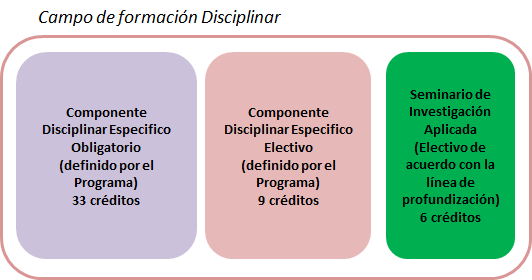 Campo de formación Disciplinar
Componente
Disciplinar Especifico
Obligatorio
(definido por el
Programa)
33 créditos
Componente
Disciplinar Especifico
Electivo
(definido por el
Programa)
9 créditos
Seminario de
Investigación
Aplicada
(Electivo de
acuerdo con la
línea de
profundización)
6 créditos